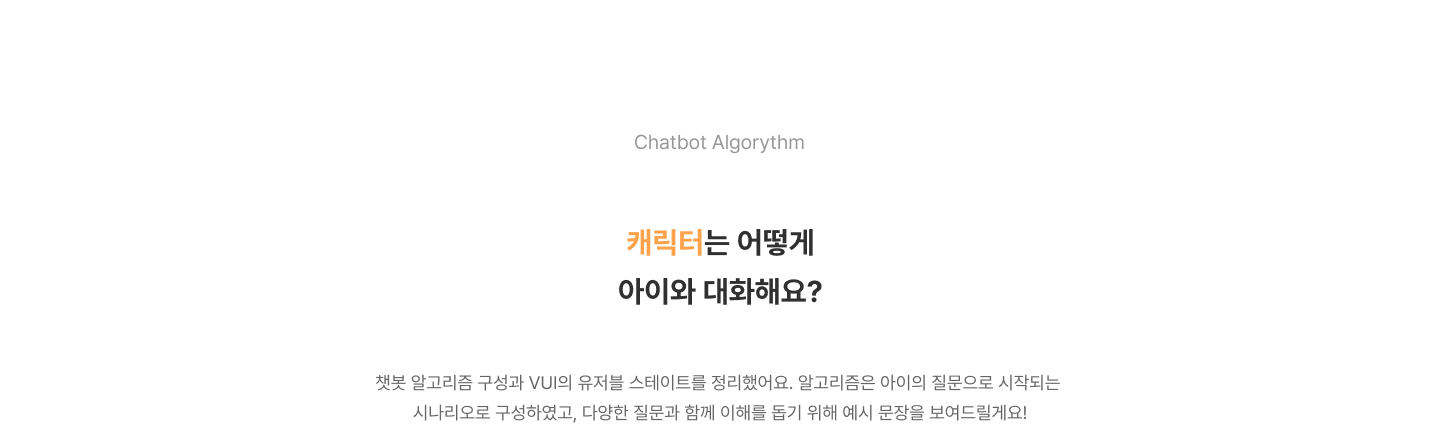 Chatbot Algorythm
캐릭터는 어떻게
아이와 대화해요?
챗봇 알고리즘 구성과 VUI의 유저블 스테이트를 정리했어요. 알고리즘은 아이의 질문으로 시작되는
시나리오로 구성하였고, 다양한 질문과 함께 이해를 돕기 위해 예시 문장을 보여드릴게요!